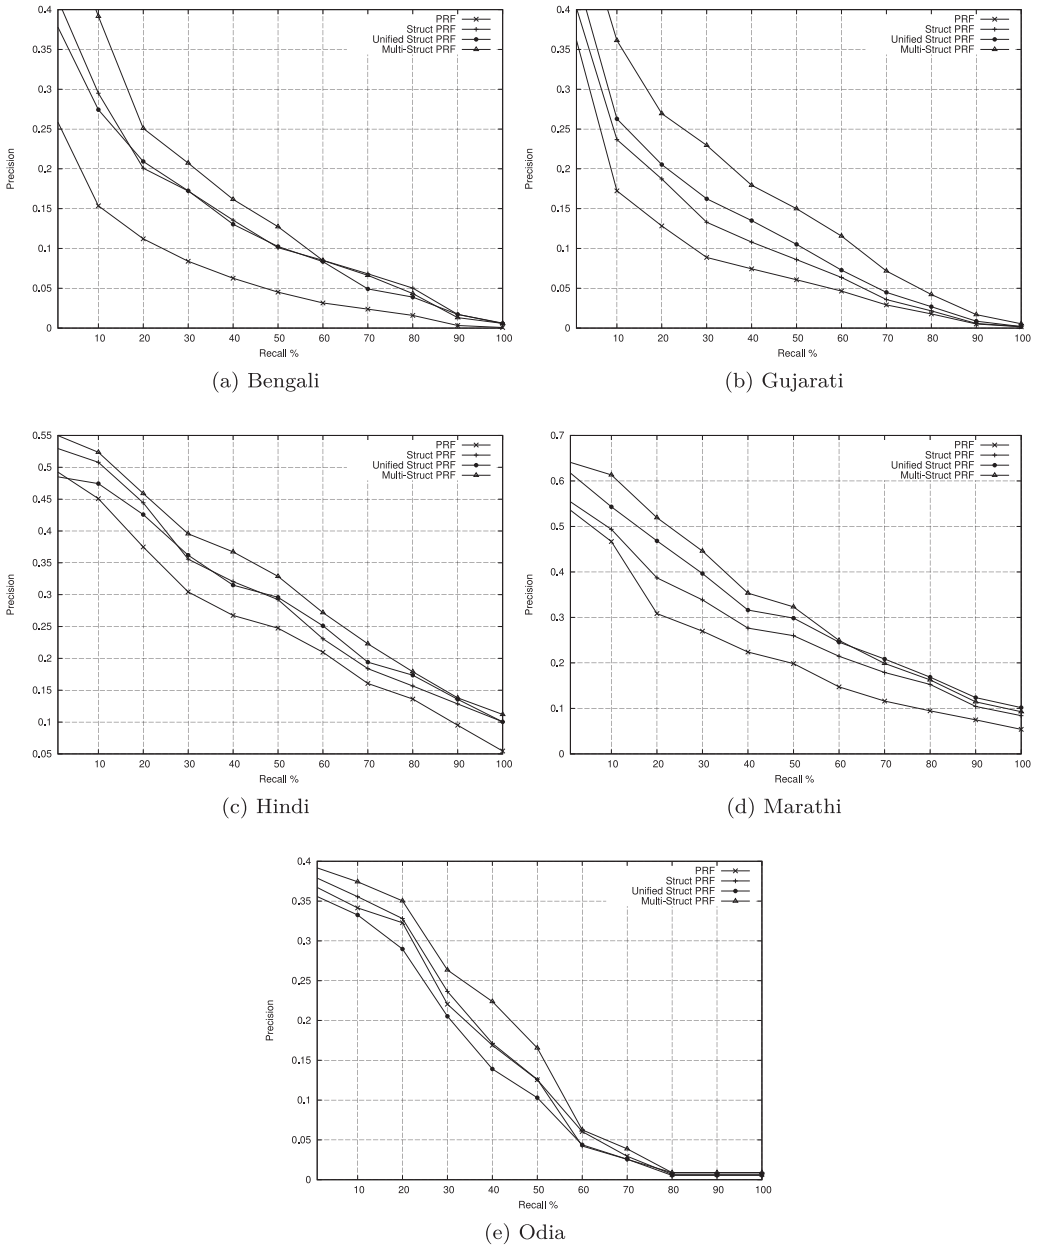 0.4
0.35
0.3
0.25
0.2
0.15
0.1
0.05
0
Precision
PRF
Struct PRF
Unified Struct PRF
Multi-Struct PRF
10 20 30 40 50 60 70 80 90 100
Recall %
(a) Bengali
0.4
0.35
0.3
0.25
0.2
0.15
0.1
0.05
0
Precision
PRF
Struct PRF
Unified Struct PRF
Multi-Struct PRF
10 20 30 40 50 60 70 80 90 100
Recall %
(b) Gujarati
0.55
0.5
0.45
0.4
0.35
0.3
0.25
0.2
0.15
0.1
0.05
Precision
PRF
Struct PRF
Unified Struct PRF
Multi-Struct PRF
10 20 30 40 50 60 70 80 90 100
Recall %
(c) Hindi
0.7
0.6
0.5
0.4
0.3
0.2
0.1
0
Precision
PRF
Struct PRF
Unified Struct PRF
Multi-Struct PRF
10 20 30 40 50 60 70 80 90 100
Recall %
(d) Marathi
0.4
0.35
0.3
0.25
0.2
0.15
0.1
0.05
0
Precision
PRF
Struct PRF
Unified Struct PRF
Multi-Struct PRF
10 20 30 40 50 60 70 80 90 100
Recall %
(e) Odia